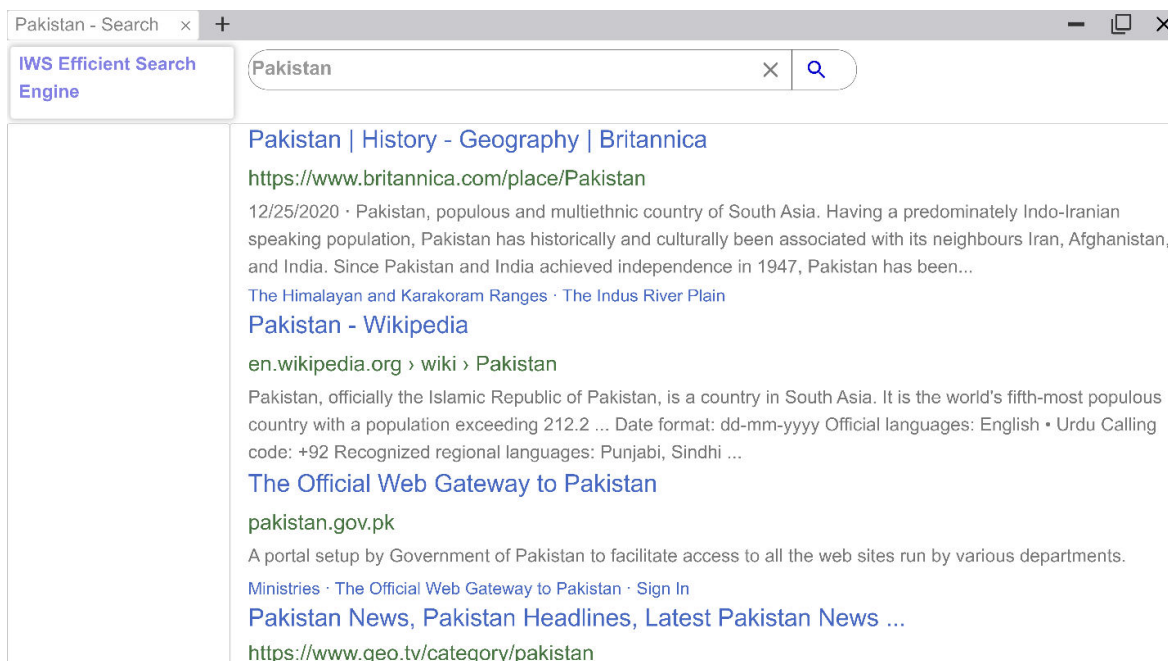 Pakistan - Search
IWS Efficient Search
Engine
Pakistan
Pakistan | History - Geography | Britannica
https://www.britannica.com/place/Pakistan
12/25/2020 · Pakistan, populous and multiethnic country of South Asia. Having a predominately Indo-Iranian
speaking population, Pakistan has historically and culturally been associated with its neighbours Iran, Afghanistan,
and India. Since Pakistan and India achieved independence in 1947, Pakistan has been...
The Himalayan and Karakoram Ranges · The Indus River Plain
Pakistan - Wikipedia
en.wikipedia.org › wiki › Pakistan
Pakistan, officially the Islamic Republic of Pakistan, is a country in South Asia. It is the world's fifth-most populous
country with a population exceeding 212.2 ... Date format: dd-mm-yyyy Official languages: English • Urdu Calling
code: +92 Recognized regional languages: Punjabi, Sindhi ...
The Official Web Gateway to Pakistan
pakistan.gov.pk
A portal setup by Government of Pakistan to facilitate access to all the web sites run by various departments.
Ministries · The Official Web Gateway to Pakistan · Sign In
Pakistan News, Pakistan Headlines, Latest Pakistan News ...
https://www.geo.tv/category/pakistan